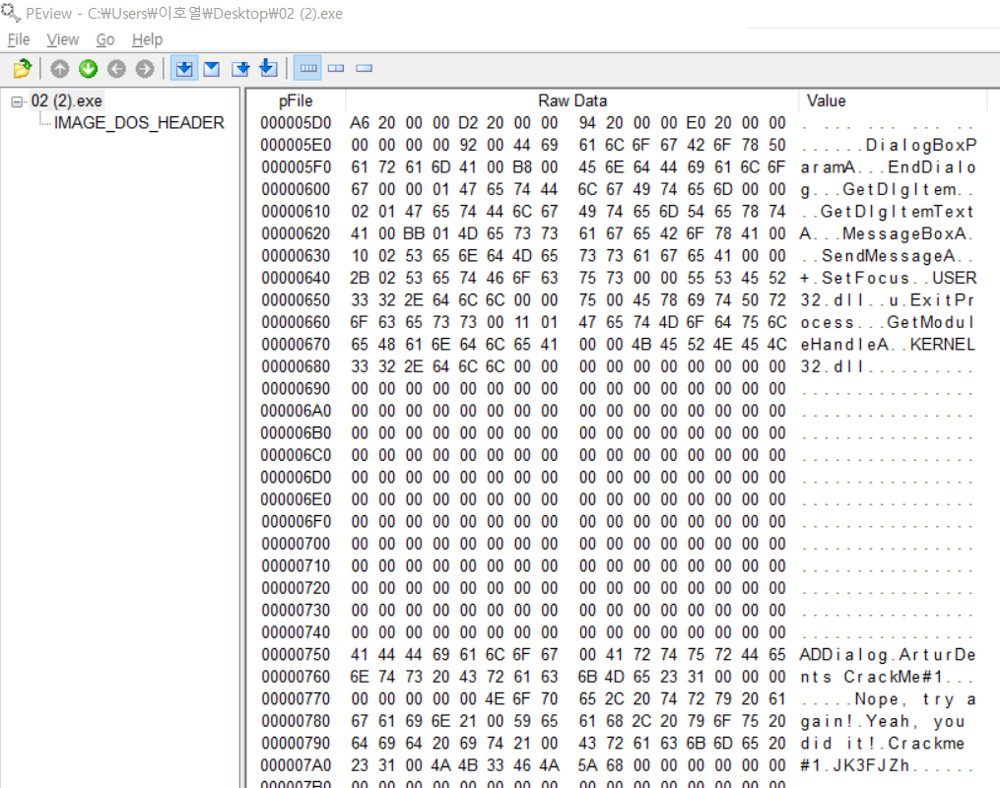 PEview - C:\Users\이호열\Desktop\02 (2).exe
File View Go Help
02 (2).exe
IMAGE_DOS_HEADER
pFile Raw Data Value
000005D0 A6 20 00 00 D2 20 00 00 94 20 00 00 E0 20 00 00 . ... ... ... ..
000005E0 00 00 00 00 92 00 44 69 61 6C 6F 67 42 6F 78 50 ......DialogBoxP
000005F0 61 72 61 6D 41 00 B8 00 45 6E 64 44 69 61 6C 6F aramA...EndDialo
00000600 67 00 00 01 47 65 74 44 6C 67 49 74 65 6D 00 00 g...GetDlgItem..
00000610 02 01 47 65 74 44 6C 67 49 74 65 6D 54 65 78 74 ..GetDlgItemText
00000620 41 00 BB 01 4D 65 73 73 61 67 65 42 6F 78 41 00 A...MessageBoxA.
00000630 10 02 53 65 6E 64 4D 65 73 73 61 67 65 41 00 00 ..SendMessageA..
00000640 2B 02 53 65 74 46 6F 63 75 73 00 00 55 53 45 52 +.SetFocus..USER
00000650 33 32 2E 64 6C 6C 00 00 75 00 45 78 69 74 50 72 32.dll..u.ExitPr
00000660 6F 63 65 73 73 00 11 01 47 65 74 4D 6F 64 75 6C ocess...GetModul
00000670 65 48 61 6E 64 6C 65 41 00 00 4B 45 52 4E 45 4C eHandleA..KERNEL
00000680 33 32 2E 64 6C 6C 00 00 00 00 00 00 00 00 00 00 32.dll..........
00000690 00 00 00 00 00 00 00 00 00 00 00 00 00 00 00 00 ................
000006A0 00 00 00 00 00 00 00 00 00 00 00 00 00 00 00 00 ................
000006B0 00 00 00 00 00 00 00 00 00 00 00 00 00 00 00 00 ................
000006C0 00 00 00 00 00 00 00 00 00 00 00 00 00 00 00 00 ................
000006D0 00 00 00 00 00 00 00 00 00 00 00 00 00 00 00 00 ................
000006E0 00 00 00 00 00 00 00 00 00 00 00 00 00 00 00 00 ................
000006F0 00 00 00 00 00 00 00 00 00 00 00 00 00 00 00 00 ................
00000700 00 00 00 00 00 00 00 00 00 00 00 00 00 00 00 00 ................
00000710 00 00 00 00 00 00 00 00 00 00 00 00 00 00 00 00 ................
00000720 00 00 00 00 00 00 00 00 00 00 00 00 00 00 00 00 ................
00000730 00 00 00 00 00 00 00 00 00 00 00 00 00 00 00 00 ................
00000740 00 00 00 00 00 00 00 00 00 00 00 00 00 00 00 00 ................
00000750 41 44 44 69 61 6C 6F 67 00 41 72 74 75 72 44 65 ADDialog.ArturDe
00000760 6E 74 73 20 43 72 61 63 6B 4D 65 23 31 00 00 00 nts CrackMe#1...
00000770 00 00 00 00 00 4E 6F 70 65 2C 20 74 72 79 20 61 .....Nope, try a
00000780 67 61 69 6E 21 00 59 65 61 68 2C 20 79 6F 75 20 gain!.Yeah, you
00000790 64 69 64 20 69 74 21 00 43 72 61 63 6B 6D 65 20 did it!.Crackme
000007A0 23 31 00 4A 4B 33 46 4A 5A 68 00 00 00 00 00 00 #1.JK3FJZh......
000007B0 00 00 00 00 00 00 00 00 00 00 00 00 00 00 00 00